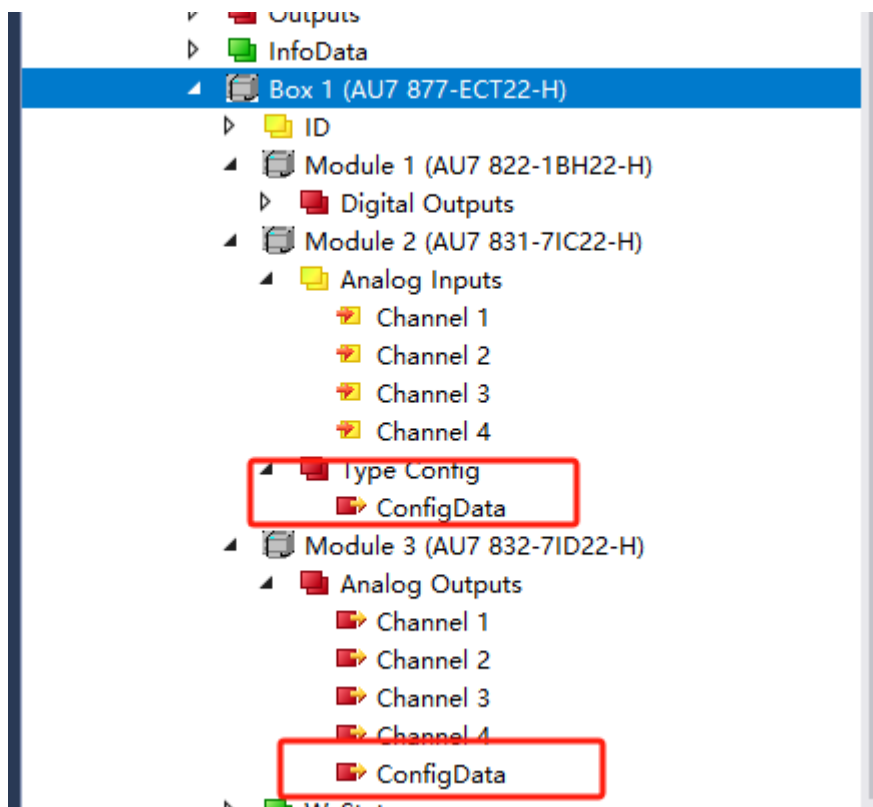 Outputs
InfoData
Box 1 (AU7 877-ECT22-H)
ID
Module 1 (AU7 822-1BH22-H)
Digital Outputs
Module 2 (AU7 831-7IC22-H)
Analog Inputs
Channel 1
Channel 2
Channel 3
Channel 4
Type Config
ConfigData
Module 3 (AU7 832-7ID22-H)
Analog Outputs
Channel 1
Channel 2
Channel 3
Channel 4
ConfigData